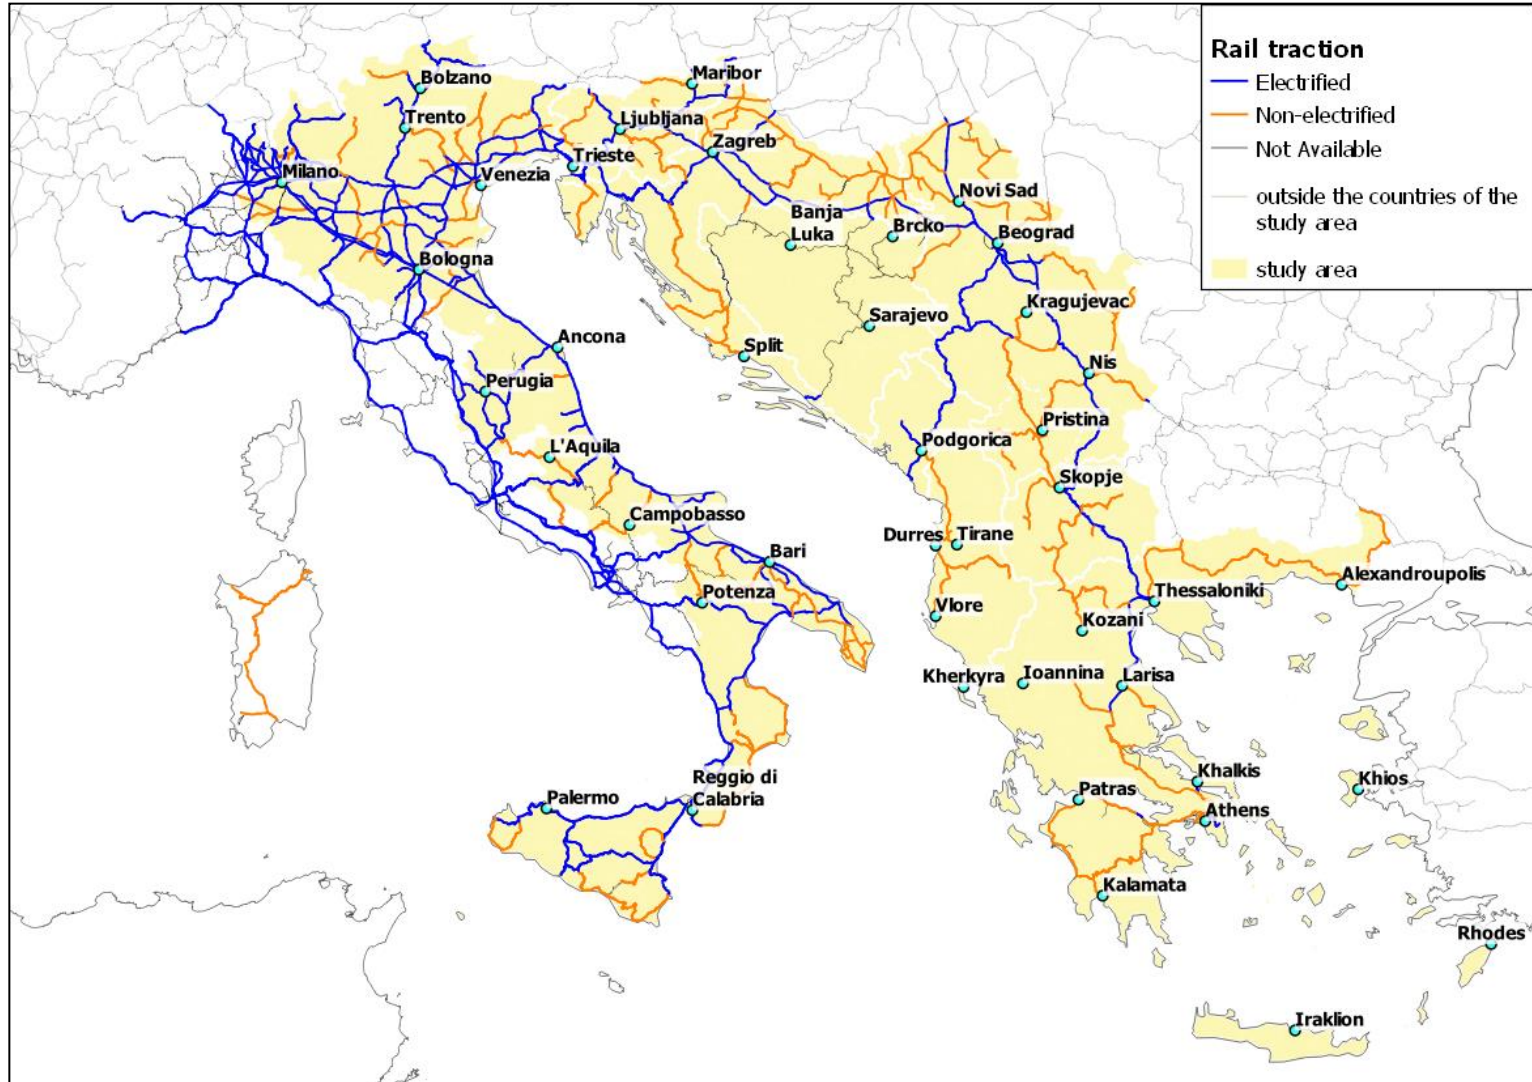 Rail traction
Electrified
Non-electrified
Not Available
outside the countries of the
study area
study area
Bolzano
Maribor
Trento
Ljubljana
Zagreb
Trieste
Milano
Venezia
Novi Sad
Banja
Luka
Brcko
Beograd
Bologna
Kragujevac
Sarajevo
Ancona
Split
Nis
Perugia
Pristina
Podgorica
L'Aquila
Skopje
Campobasso
Durres
Tirane
Bari
Alexandroupolis
Thessaloniki
Potenza
Vlore
Kozani
Kherkyra
Ioannina
Larisa
Reggio di
Calabria
Khalkis
Khios
Palermo
Patras
Athens
Kalamata
Rhodes
Iraklion